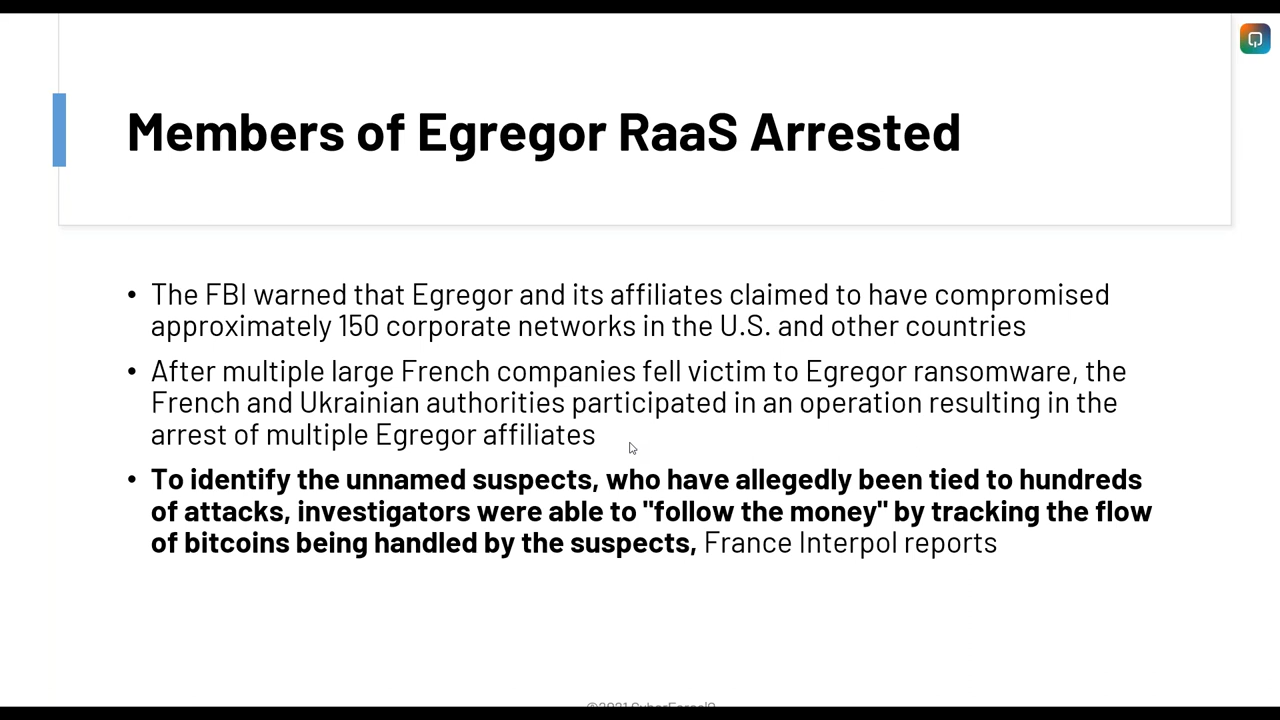 Members of Egregor RaaS Arrested
• The FBI warned that Egregor and its affiliates claimed to have compromised
approximately 150 corporate networks in the U.S. and other countries
• After multiple large French companies fell victim to Egregor ransomware, the
French and Ukrainian authorities participated in an operation resulting in the
arrest of multiple Egregor affiliates
• To identify the unnamed suspects, who have allegedly been tied to hundreds
of attacks, investigators were able to "follow the money" by tracking the flow
of bitcoins being handled by the suspects, France Interpol reports
©2021